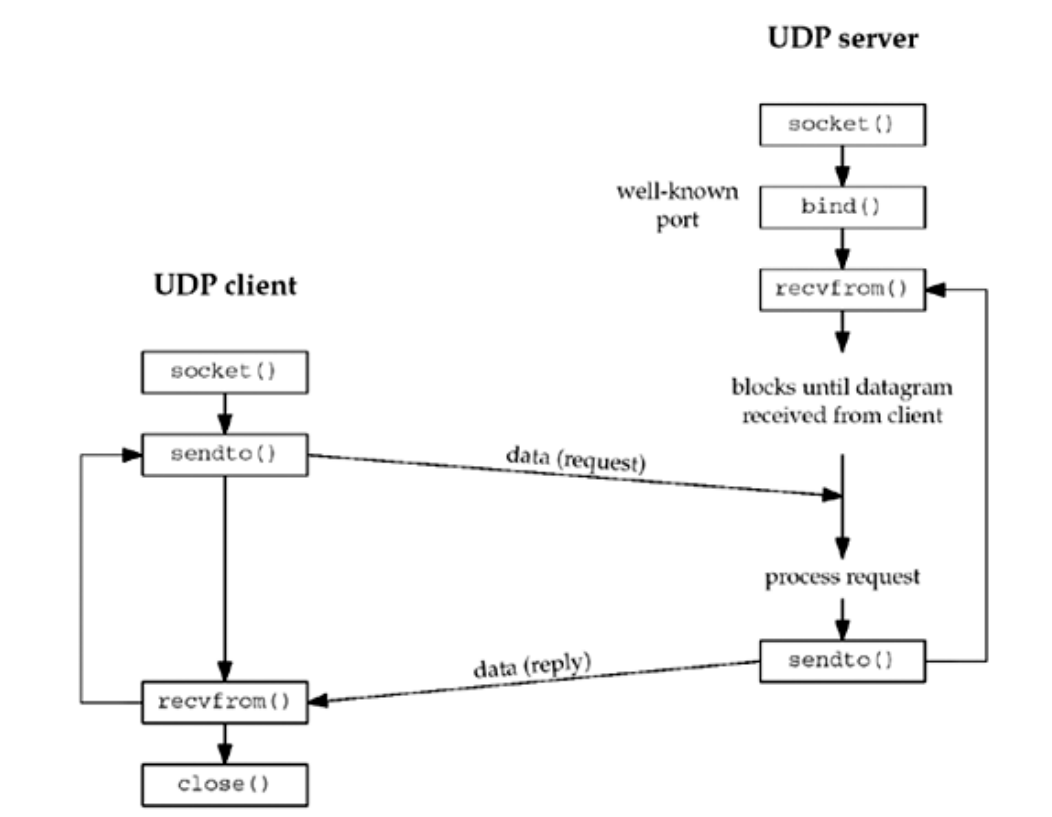 UDP server
socket()
well-known
port
bind()
recvfrom()
UDP client
blocks until datagram
received from client
socket()
sendto()
data (request)
process request
sendto()
data (reply)
recvfrom()
close()